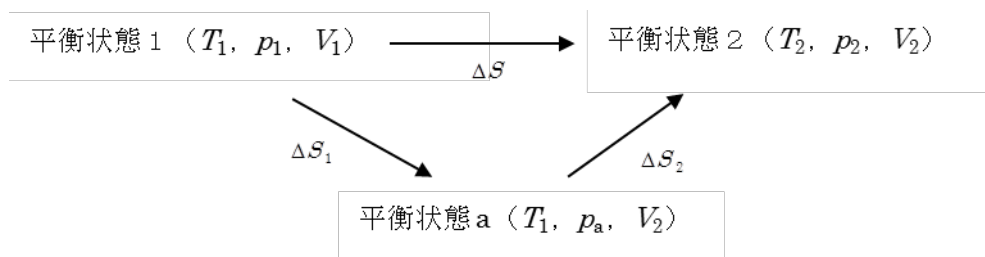 平衡状態１（T₁，p₁，V₁）
平衡状態２（T₂，p₂，V₂）
ΔS
ΔS₁
ΔS₂
平衡状態a（T₁，pₐ，V₂）